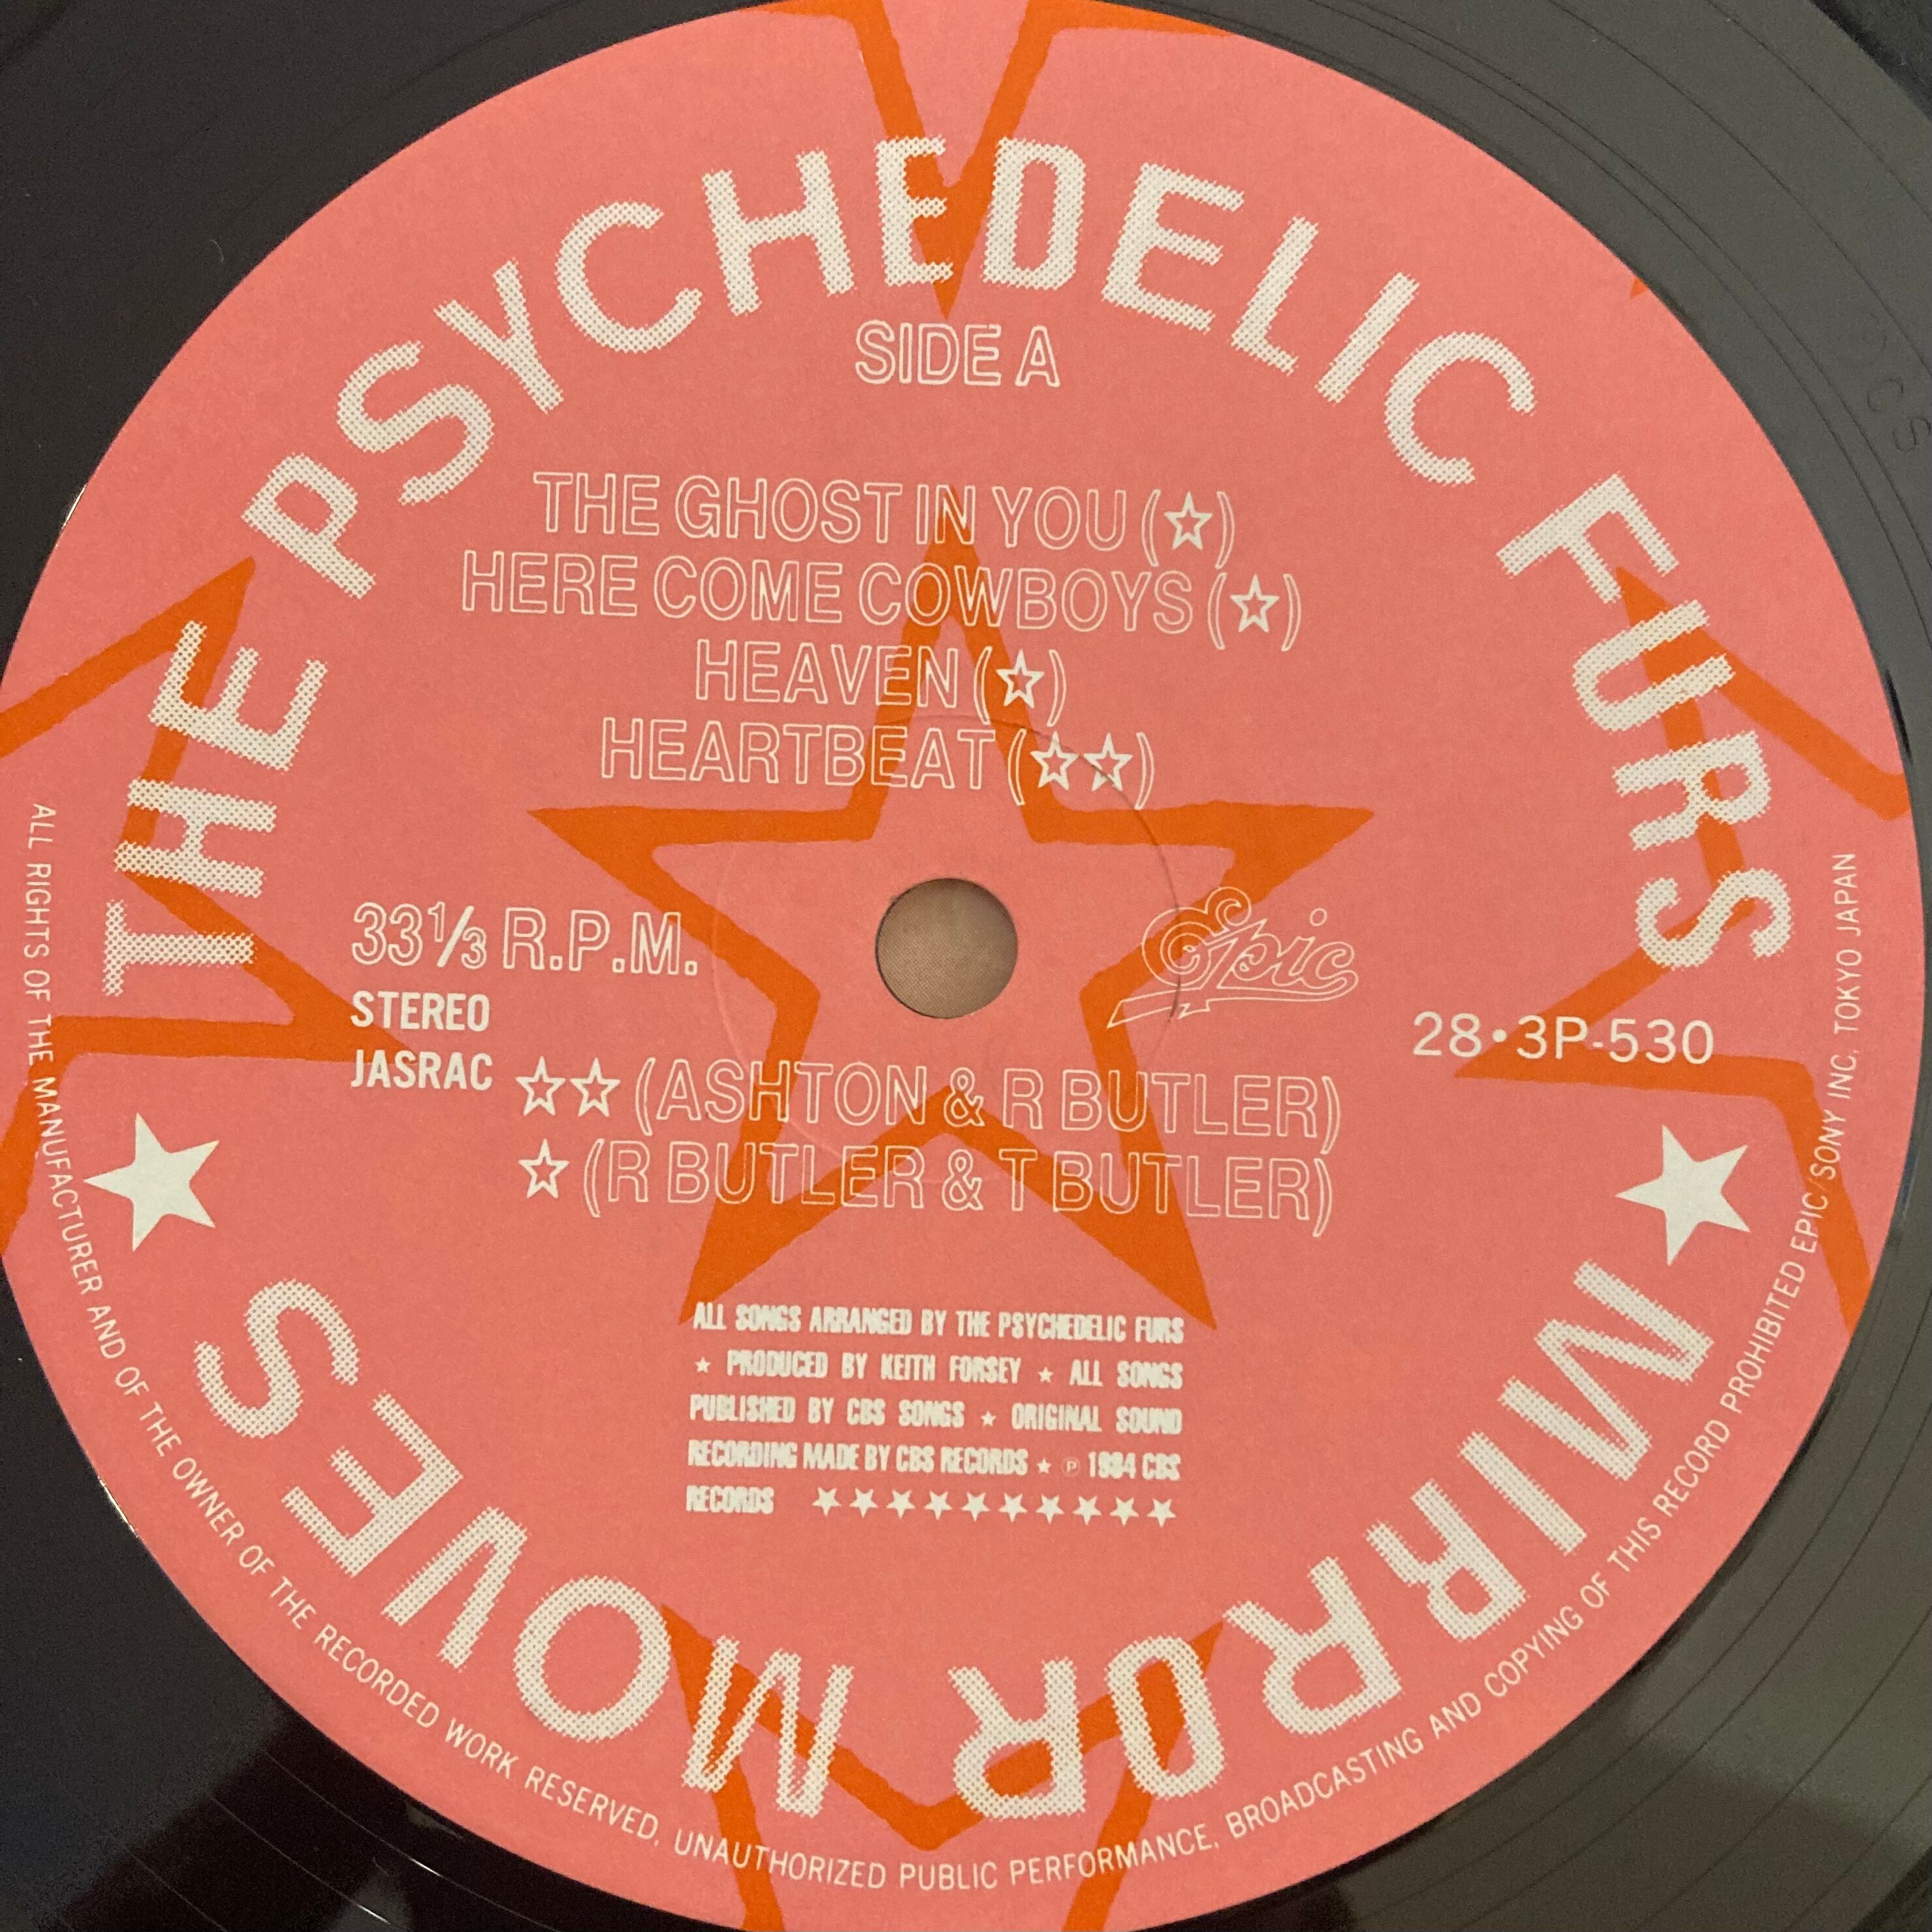 THE PSYCHEDELIC FURS
SIDE A
THE GHOST IN YOU (☆)
HERE COME COWBOYS (☆)
HEAVEN (☆)
HEARTBEAT (☆☆)
33 1/3 R.P.M.
STEREO
JASRAC
Epic
28・3P-530
☆☆ (ASHTON & R BUTLER)
☆ (R BUTLER & T BUTLER)
ALL SONGS ARRANGED BY THE PSYCHEDELIC FURS
★ PRODUCED BY KEITH FORSEY ★ ALL SONGS
PUBLISHED BY CBS SONGS ★ ORIGINAL SOUND
RECORDING MADE BY CBS RECORDS ★ ℗ 1984 CBS
RECORDS ★★★★★★★★★★
★ MIRROR MOVES ★
ALL RIGHTS OF THE MANUFACTURER AND OF THE OWNER OF THE RECORDED WORK RESERVED. UNAUTHORIZED PUBLIC PERFORMANCE, BROADCASTING AND COPYING OF THIS RECORD PROHIBITED EPIC/SONY INC. TOKYO JAPAN